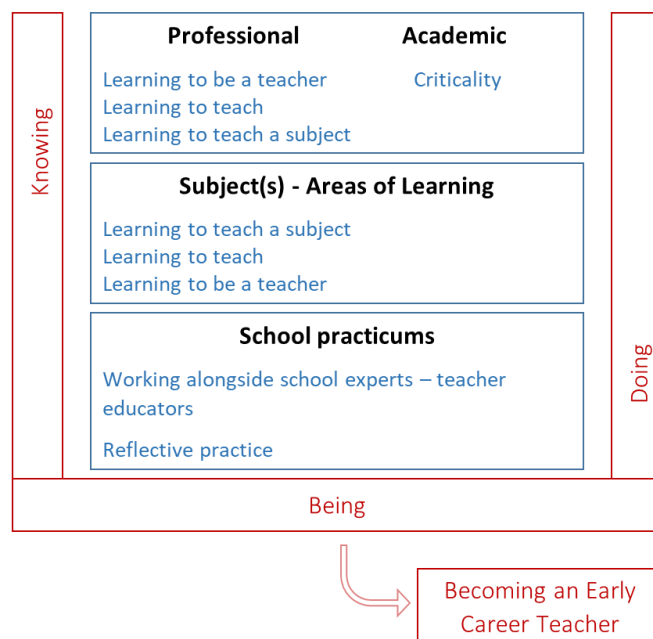 Professional
Academic
Learning to be a teacher
Learning to teach
Learning to teach a subject
Criticality
Subject(s) - Areas of Learning
Learning to teach a subject
Learning to teach
Learning to be a teacher
School practicums
Working alongside school experts – teacher
educators
Reflective practice
Knowing
Doing
Being
Becoming an Early
Career Teacher